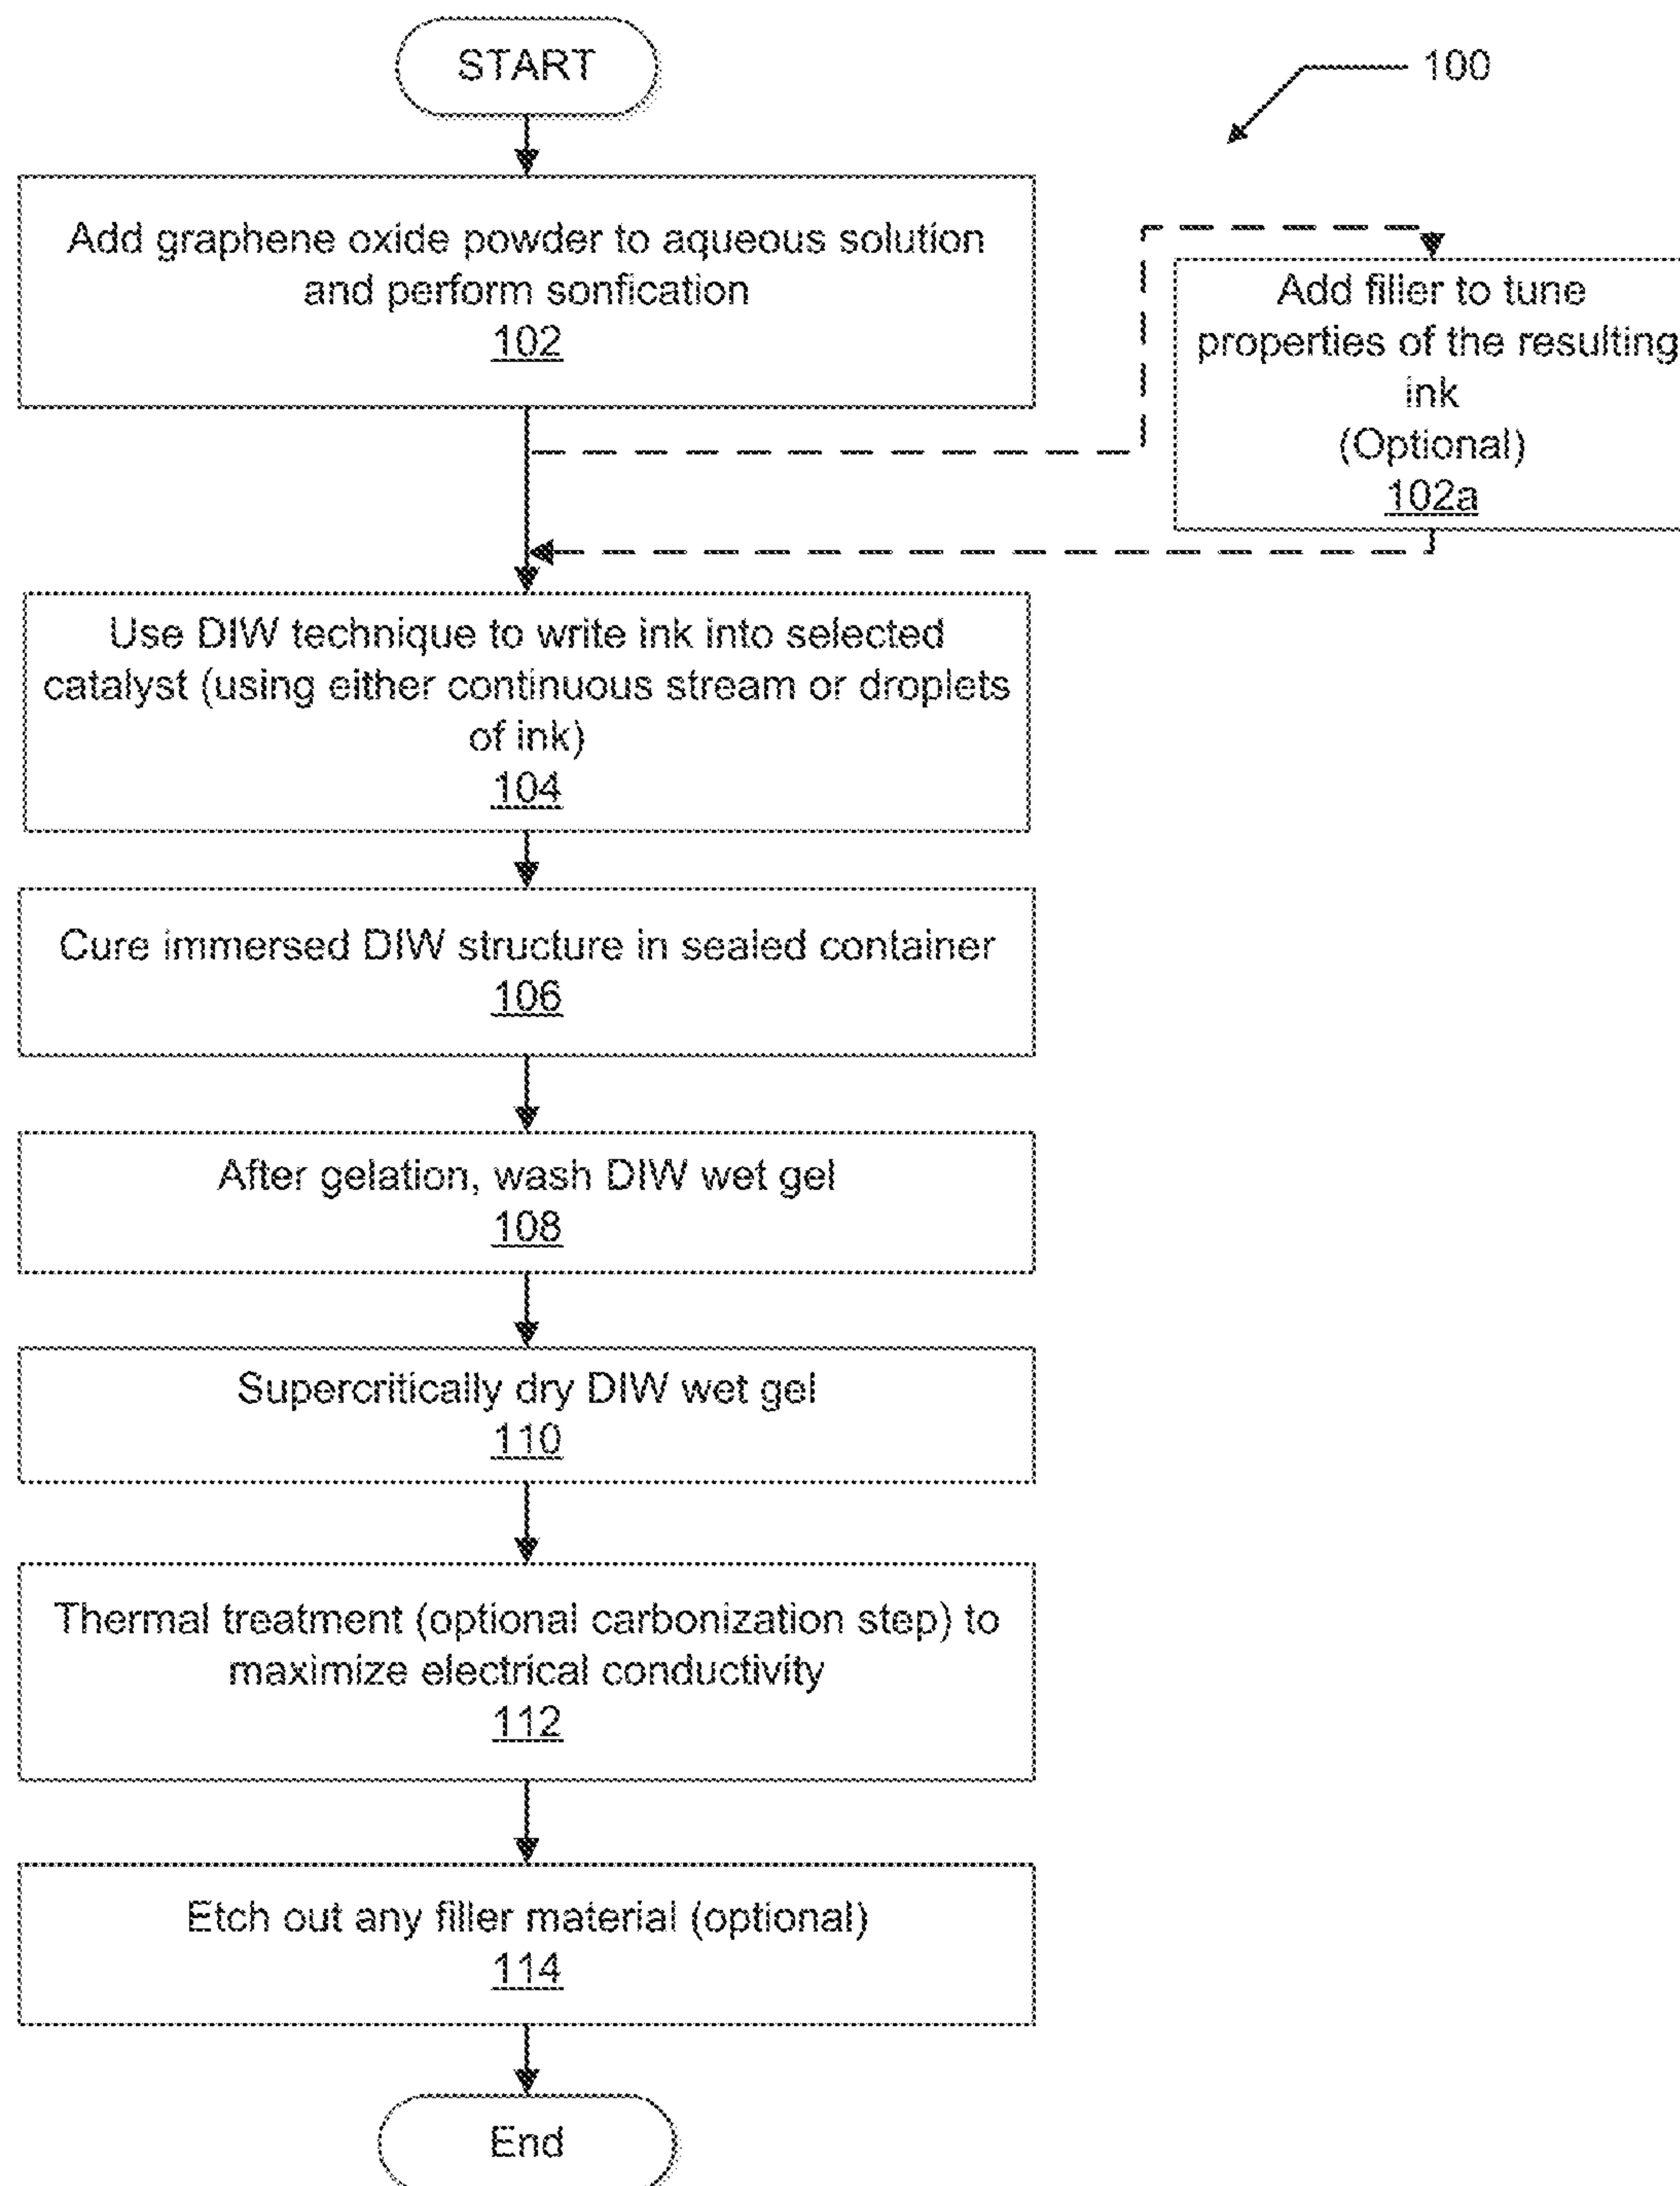 START
100
Add graphene oxide powder to aqueous solution
and perform sonfication
102
Add filler to tune
properties of the resulting
ink
(Optional)
102a
Use DIW technique to write ink into selected
catalyst (using either continuous stream or droplets
of ink)
104
Cure immersed DIW structure in sealed container
106
After gelation, wash DIW wet gel
108
Supercritically dry DIW wet gel
110
Thermal treatment (optional carbonization step) to
maximize electrical conductivity
112
Etch out any filler material (optional)
114
End